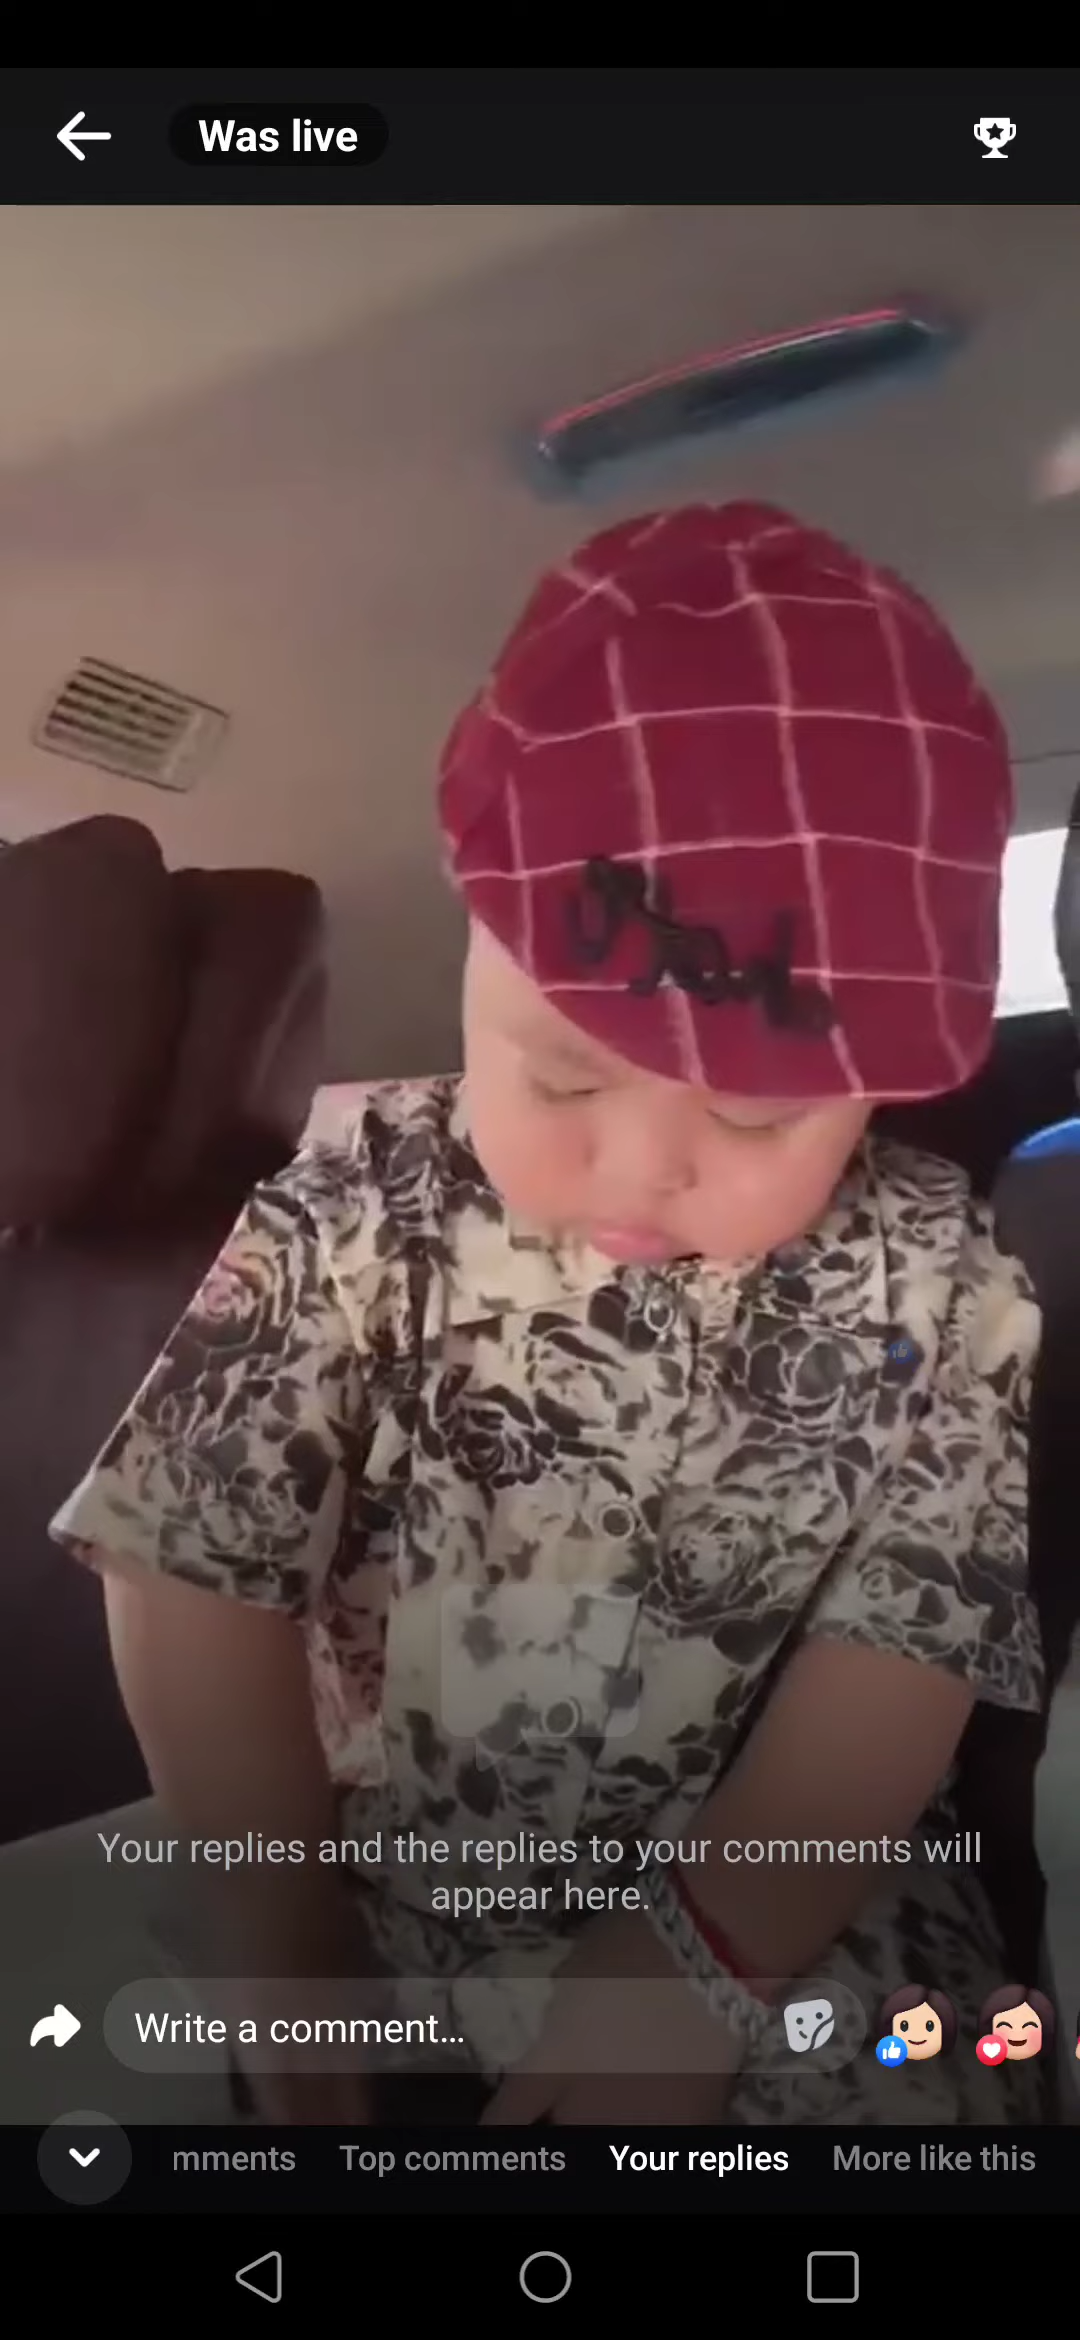 Was live
Your replies and the replies to your comments will
appear here.
Write a comment...
mments
Top comments
Your replies
More like this